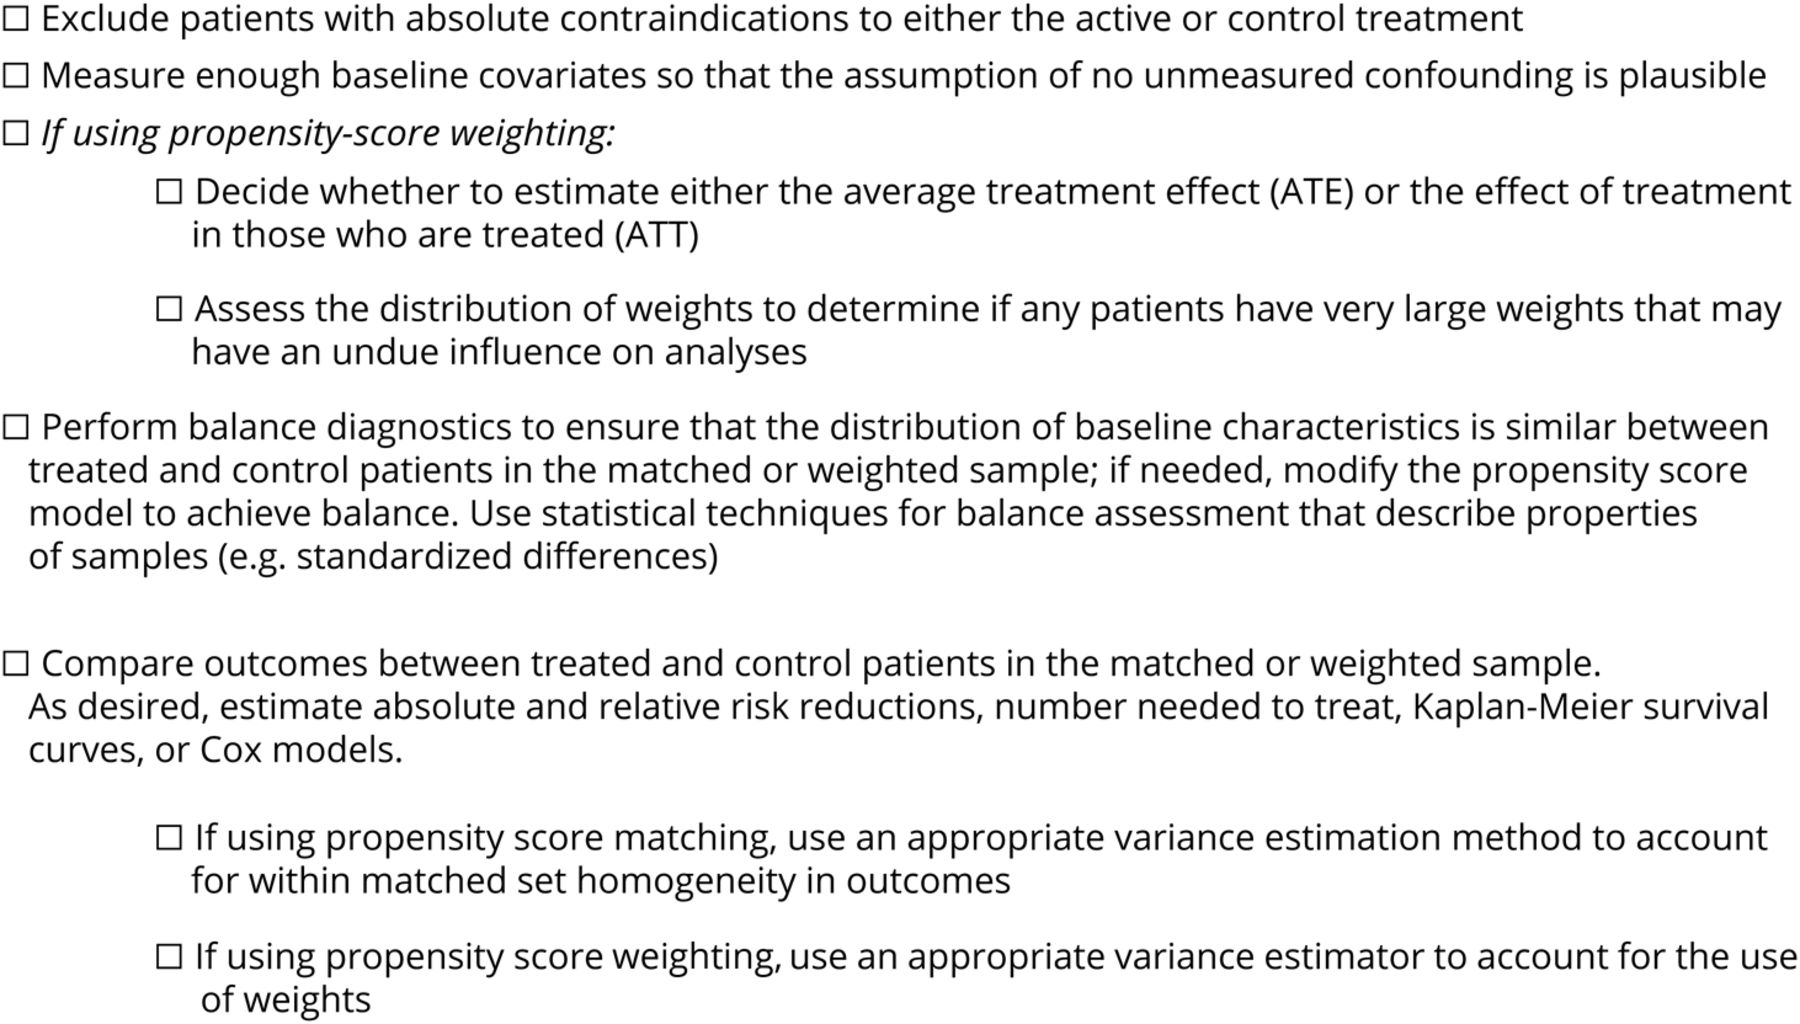 ☐ Exclude patients with absolute contraindications to either the active or control treatment
☐ Measure enough baseline covariates so that the assumption of no unmeasured confounding is plausible
☐ If using propensity-score weighting:
☐ Decide whether to estimate either the average treatment effect (ATE) or the effect of treatment
in those who are treated (ATT)
☐ Assess the distribution of weights to determine if any patients have very large weights that may
have an undue influence on analyses
☐ Perform balance diagnostics to ensure that the distribution of baseline characteristics is similar between
treated and control patients in the matched or weighted sample; if needed, modify the propensity score
model to achieve balance. Use statistical techniques for balance assessment that describe properties
of samples (e.g. standardized differences)
☐ Compare outcomes between treated and control patients in the matched or weighted sample.
As desired, estimate absolute and relative risk reductions, number needed to treat, Kaplan-Meier survival
curves, or Cox models.
☐ If using propensity score matching, use an appropriate variance estimation method to account
for within matched set homogeneity in outcomes
☐ If using propensity score weighting, use an appropriate variance estimator to account for the use
of weights